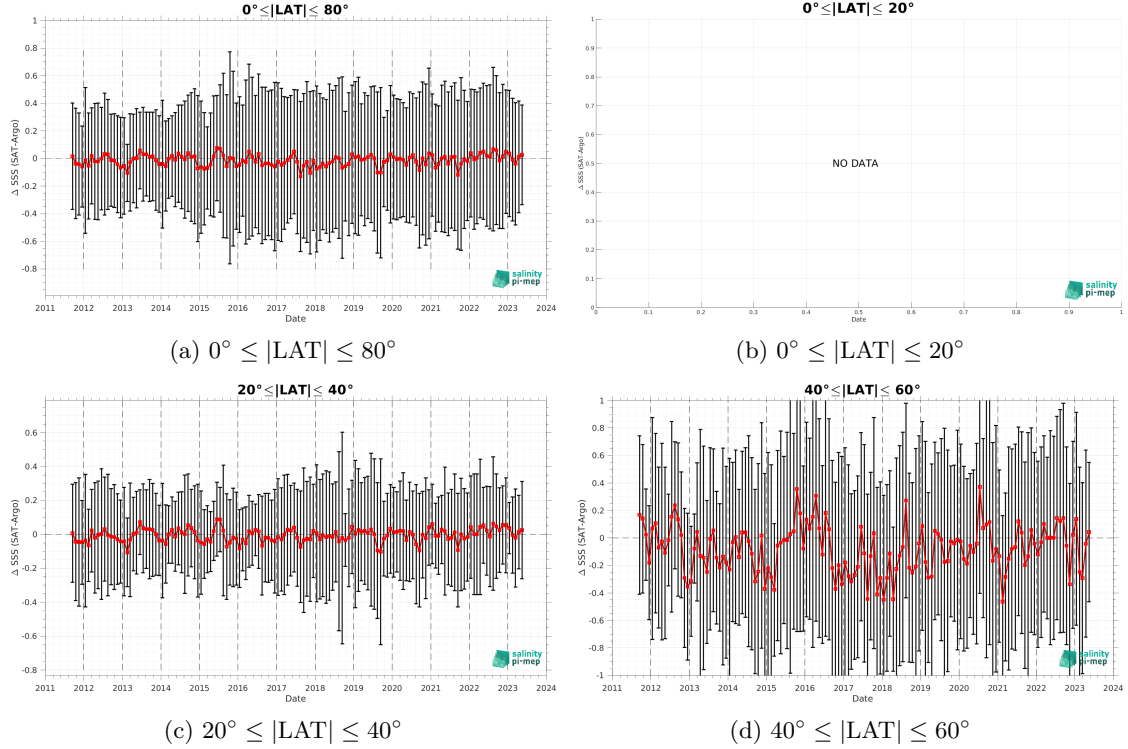 0°≤|LAT|≤ 80°
1
0.8
0.6
0.4
0.2
0
-0.2
-0.4
-0.6
-0.8
Δ SSS (SAT-Argo)
2011 2012 2013 2014 2015 2016 2017 2018 2019 2020 2021 2022 2023 2024
Date
salinity
pi-mep
(a) 0° ≤ |LAT| ≤ 80°
0°≤|LAT|≤ 20°
1
0.9
0.8
0.7
0.6
0.5
0.4
0.3
0.2
0.1
0
Δ SSS (SAT-Argo)
NO DATA
0 0.1 0.2 0.3 0.4 0.5 0.6 0.7 0.8 0.9 1
Date
salinity
pi-mep
(b) 0° ≤ |LAT| ≤ 20°
20°≤|LAT|≤ 40°
0.6
0.4
0.2
0
-0.2
-0.4
-0.6
-0.8
Δ SSS (SAT-Argo)
2011 2012 2013 2014 2015 2016 2017 2018 2019 2020 2021 2022 2023 2024
Date
salinity
pi-mep
(c) 20° ≤ |LAT| ≤ 40°
40°≤|LAT|≤ 60°
1
0.8
0.6
0.4
0.2
0
-0.2
-0.4
-0.6
-0.8
-1
Δ SSS (SAT-Argo)
2011 2012 2013 2014 2015 2016 2017 2018 2019 2020 2021 2022 2023 2024
Date
salinity
pi-mep
(d) 40° ≤ |LAT| ≤ 60°